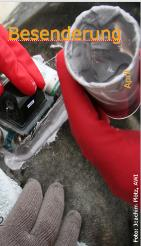 Besenderung
April
Foto: Joachim Plötz, AWI